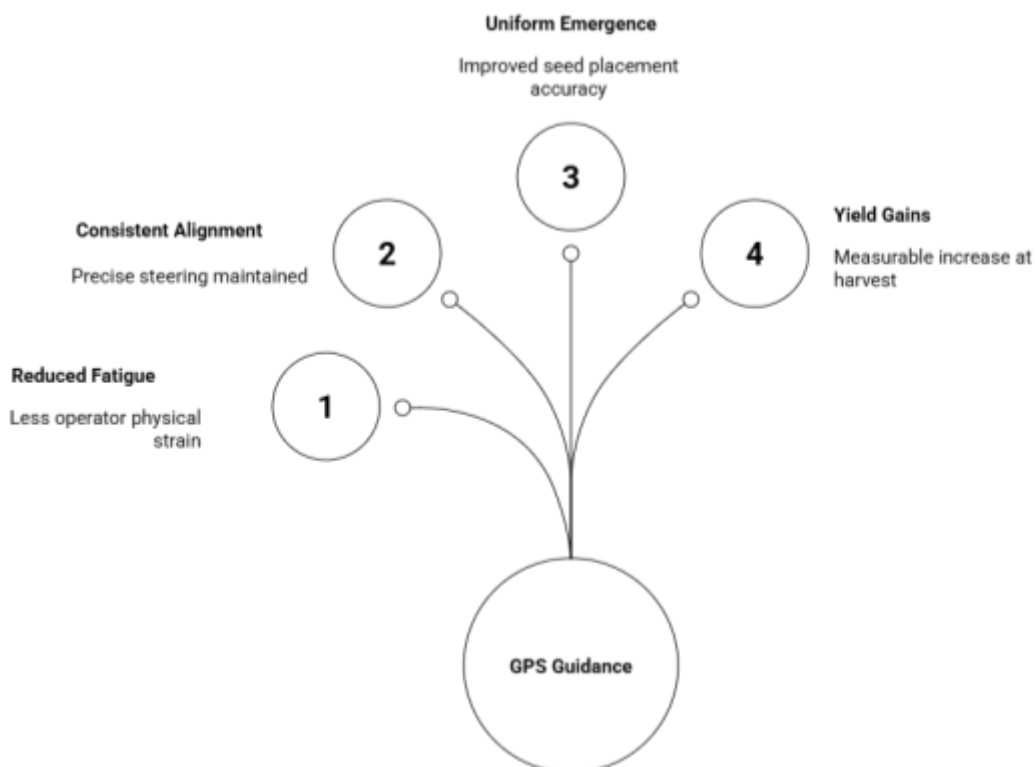 Uniform Emergence
Improved seed placement
accuracy
3
Consistent Alignment
Precise steering maintained
2
4
Yield Gains
Measurable increase at
harvest
Reduced Fatigue
Less operator physical
strain
1
GPS Guidance